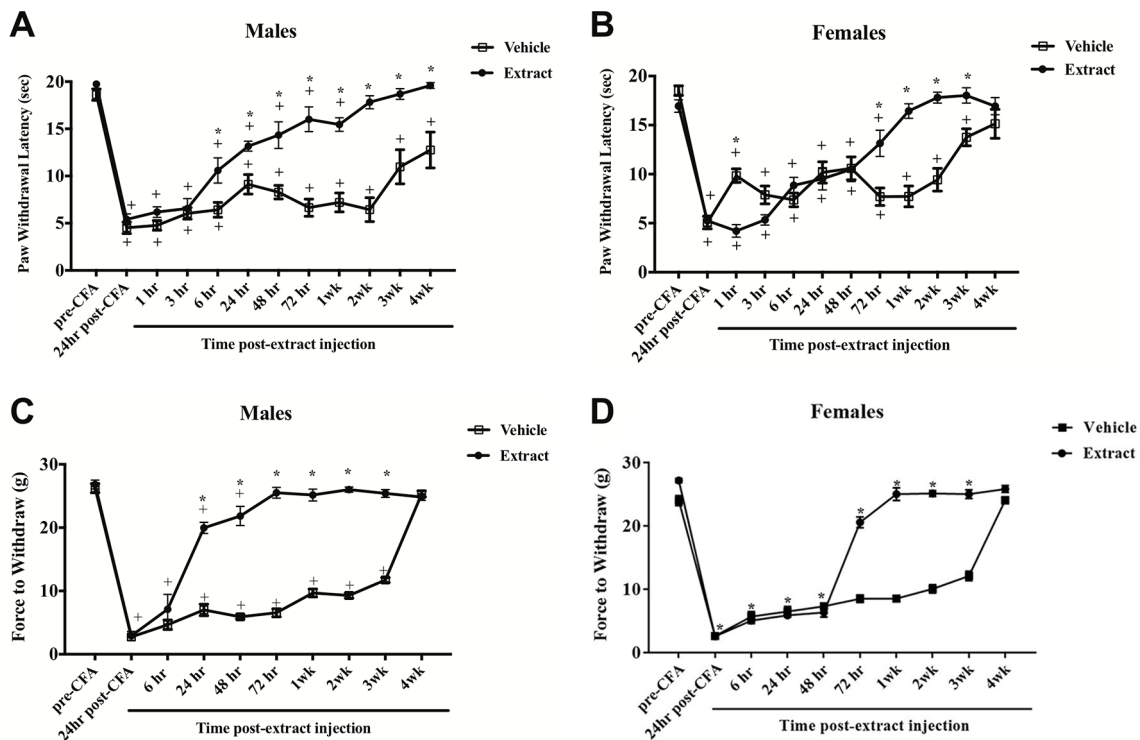 A
Males
Vehicle
Extract
Paw Withdrawal Latency (sec)
20
15
10
5
0
pre-CFA
24hr post-CFA
1 hr
3 hr
6 hr
24 hr
48 hr
72 hr
1wk
2wk
3wk
4wk
Time post-extract injection
B
Females
Vehicle
Extract
Paw Withdrawal Latency (sec)
20
15
10
5
0
pre-CFA
24hr post-CFA
1 hr
3 hr
6 hr
24 hr
48 hr
72 hr
1wk
2wk
3wk
4wk
Time post-extract injection
C
Males
Vehicle
Extract
Force to Withdraw (g)
30
20
10
0
pre-CFA
24hr post-CFA
6 hr
24 hr
48 hr
72 hr
1wk
2wk
3wk
4wk
Time post-extract injection
D
Females
Vehicle
Extract
Force to Withdraw (g)
30
20
10
0
pre-CFA
24hr post-CFA
6 hr
24 hr
48 hr
72 hr
1wk
2wk
3wk
4wk
Time post-extract injection